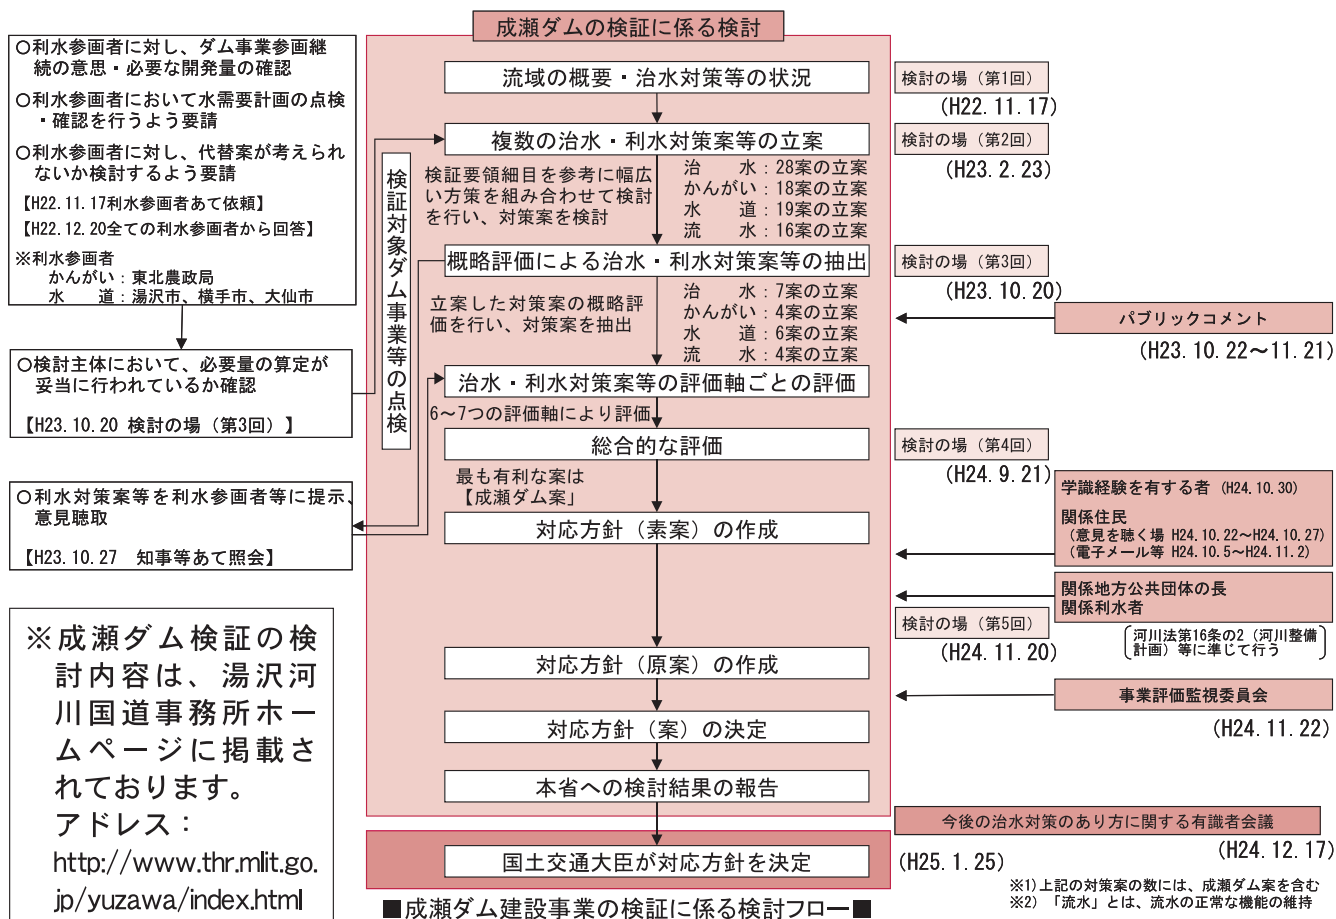 成瀬ダムの検証に係る検討
○利水参画者に対し、ダム事業参画継
続の意思・必要な開発量の確認
○利水参画者において水需要計画の点検
・確認を行うよう要請
○利水参画者に対し、代替案が考えられ
ないか検討するよう要請
【H22.11.17利水参画者あて依頼】
【H22.12.20全ての利水参画者から回答】
※利水参画者
かんがい：東北農政局
水　　道：湯沢市、横手市、大仙市
○検討主体において、必要量の算定が
妥当に行われているか確認
【H23.10.20 検討の場（第3回）】
○利水対策案等を利水参画者等に提示、
意見聴取
【H23.10.27　知事等あて照会】
※成瀬ダム検証の検
討内容は、湯沢河
川国道事務所ホー
ムページに掲載さ
れております。
アドレス：
http://www.thr.mlit.go.
jp/yuzawa/index.html
検証対象ダム事業等の点検
流域の概要・治水対策等の状況
複数の治水・利水対策案等の立案
検証要領細目を参考に幅広
い方策を組み合わせて検討
を行い、対策案を検討
治　　水：28案の立案
かんがい：18案の立案
水　　道：19案の立案
流　　水：16案の立案
概略評価による治水・利水対策案等の抽出
立案した対策案の概略評
価を行い、対策案を抽出
治　　水：7案の立案
かんがい：4案の立案
水　　道：6案の立案
流　　水：4案の立案
治水・利水対策案等の評価軸ごとの評価
6～7つの評価軸により評価
総合的な評価
最も有利な案は
【成瀬ダム案」
対応方針（素案）の作成
対応方針（原案）の作成
対応方針（案）の決定
本省への検討結果の報告
国土交通大臣が対応方針を決定
検討の場（第1回）
(H22.11.17)
検討の場（第2回）
(H23.2.23)
検討の場（第3回）
(H23.10.20)
パブリックコメント
(H23.10.22～11.21)
検討の場（第4回）
(H24.9.21)
学識経験を有する者（H24.10.30）
関係住民
（意見を聴く場 H24.10.22～H24.10.27）
（電子メール等 H24.10.5～H24.11.2）
関係地方公共団体の長
関係利水者
検討の場（第5回）
(H24.11.20)
河川法第16条の2（河川整備
計画）等に準じて行う
事業評価監視委員会
(H24.11.22)
今後の治水対策のあり方に関する有識者会議
(H24.12.17)
(H25.1.25)
※1)上記の対策案の数には、成瀬ダム案を含む
※2)　「流水」とは、流水の正常な機能の維持
■成瀬ダム建設事業の検証に係る検討フロー■